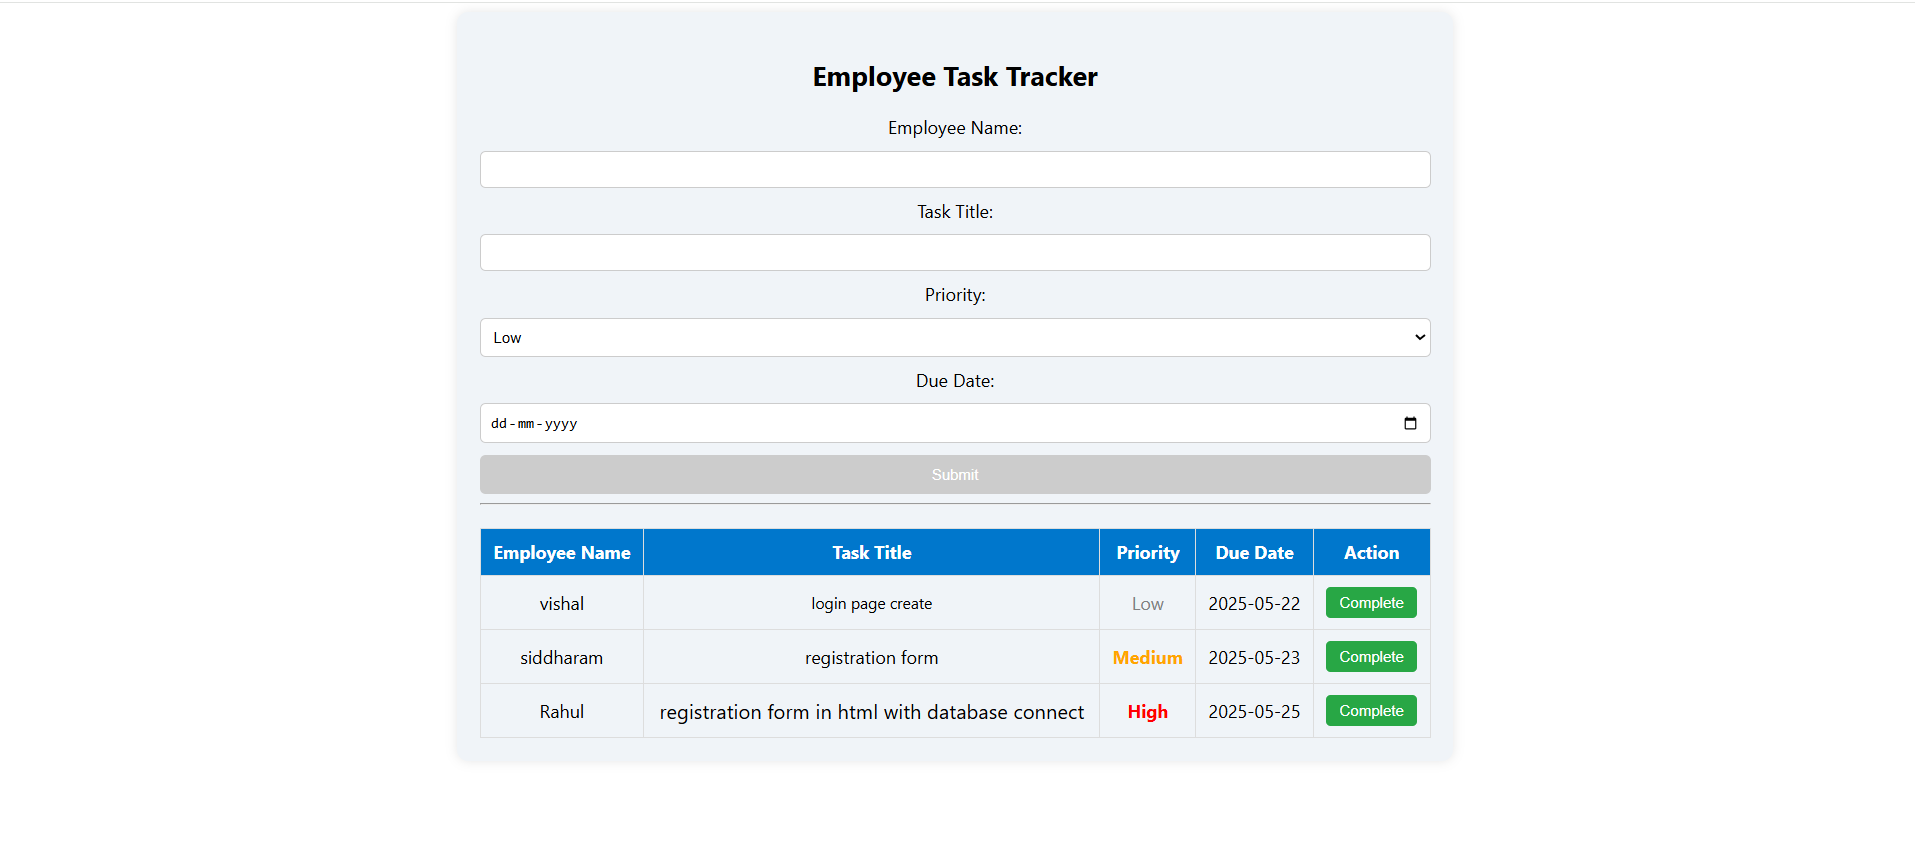 Employee Task Tracker
Employee Name:
Task Title:
Priority:
Low
Due Date:
dd-mm-yyyy
Submit
Employee Name Task Title Priority Due Date Action
vishal login page create Low 2025-05-22 Complete
siddharam registration form Medium 2025-05-23 Complete
Rahul registration form in html with database connect High 2025-05-25 Complete